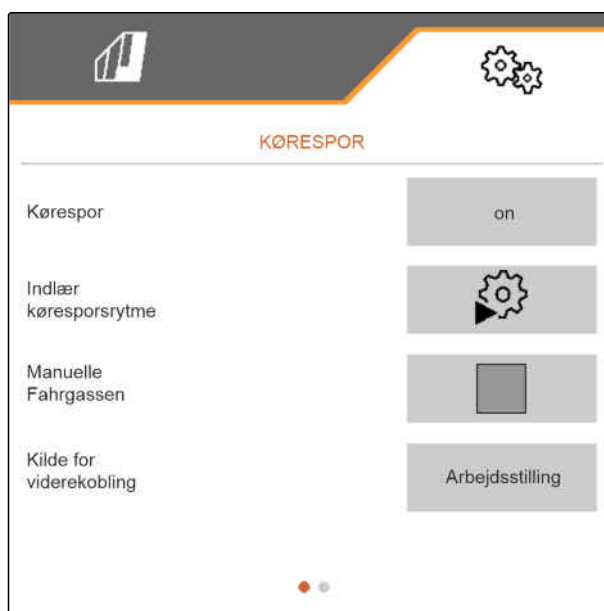 KØRESPOR
Kørespor
on
Indlær
køresporsrytme
Manuelle
Fahrgassen
Kilde for
viderekobling
Arbejdsstilling